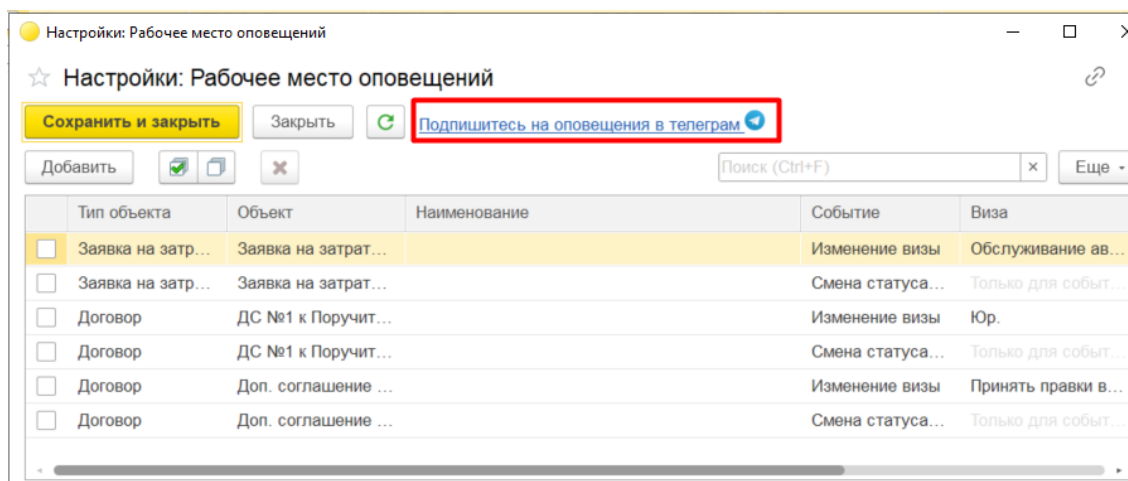 Настройки: Рабочее место оповещений
Настройки: Рабочее место оповещений
Сохранить и закрыть Закрыть Подпишитесь на оповещения в телеграм
Добавить Поиск (Ctrl+F) × Еще
Тип объекта Объект Наименование Событие Виза
Заявка на затр... Заявка на затрат... Изменение визы Обслуживание ав...
Заявка на затр... Заявка на затрат... Смена статуса... Только для событ...
Договор ДС №1 к Поручит... Изменение визы Юр.
Договор ДС №1 к Поручит... Смена статуса... Только для событ...
Договор Доп. соглашение ... Изменение визы Принять правки в...
Договор Доп. соглашение ... Смена статуса... Только для событ...